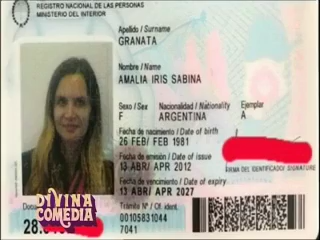 REGISTRO NACIONAL DE LAS PERSONAS
MINISTERIO DEL INTERIOR
Apellido / Surname
GRANATA
Nombre / Name
AMALIA IRIS SABINA
Sexo / Sex
Nacionalidad / Nationality
Ejemplar
F
ARGENTINA
A
Fecha de nacimiento / Date of birth
26 FEB/ FEB 1981
Fecha de emisión / Date of issue
13 ABR/ APR 2012
FIRMA DEL IDENTIFICADO/ SIGNATURE
Fecha de vencimiento / Date of expiry
13 ABR/ APR 2027
Trámite Nº / Of. ident.
00105831044
7041
DIVINA
COMEDIA
28.